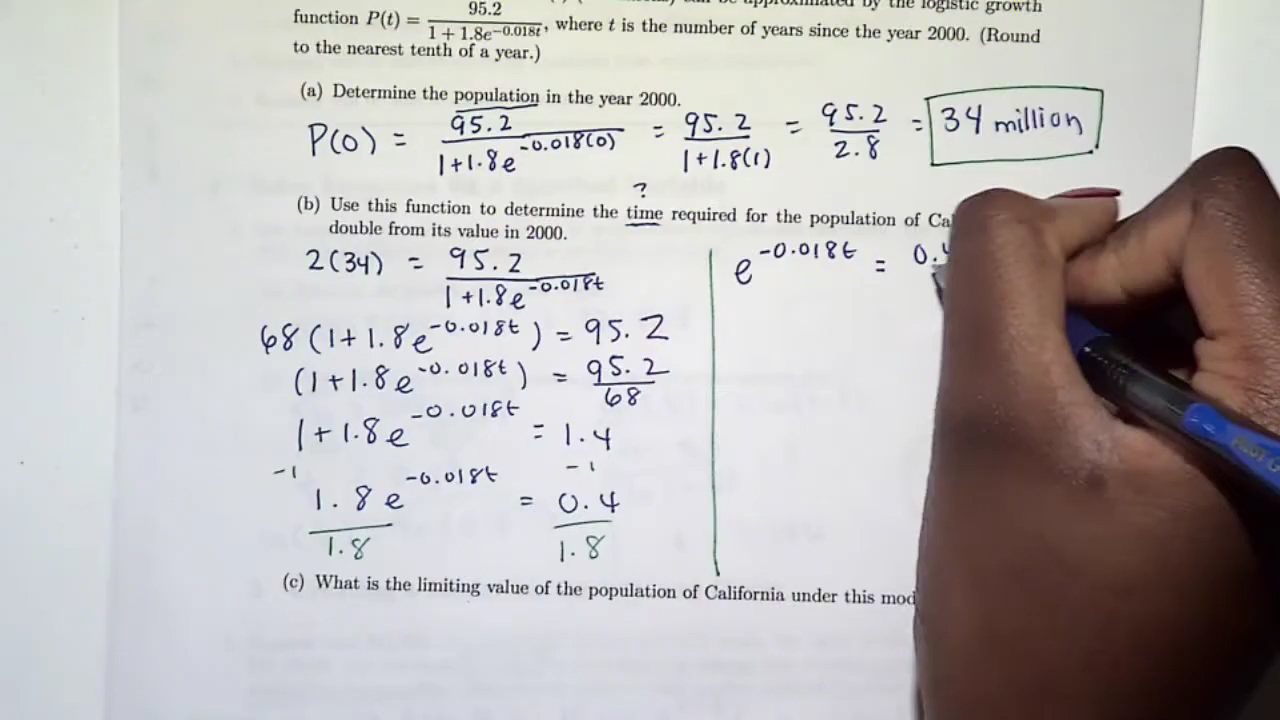 approximated by the logistic growth
function P(t) = 95.2 / 1 + 1.8e^−0.018t, where t is the number of years since the year 2000. (Round
to the nearest tenth of a year.)
(a) Determine the population in the year 2000.
P(0) = 95.2 / 1+1.8e^-0.018(0) = 95.2 / 1+1.8(1) = 95.2 / 2.8 = 34 million
?
(b) Use this function to determine the time required for the population of
double from its value in 2000.
2(34) = 95.2 / 1+1.8e^-0.018t
68(1+1.8e^-0.018t) = 95.2
(1+1.8e^-0.018t) = 95.2 / 68
1+1.8e^-0.018t = 1.4
-1 -1
1.8e^-0.018t = 0.4
1.8 1.8
e^-0.018t = 0.4
(c) What is the limiting value of the population of California under this